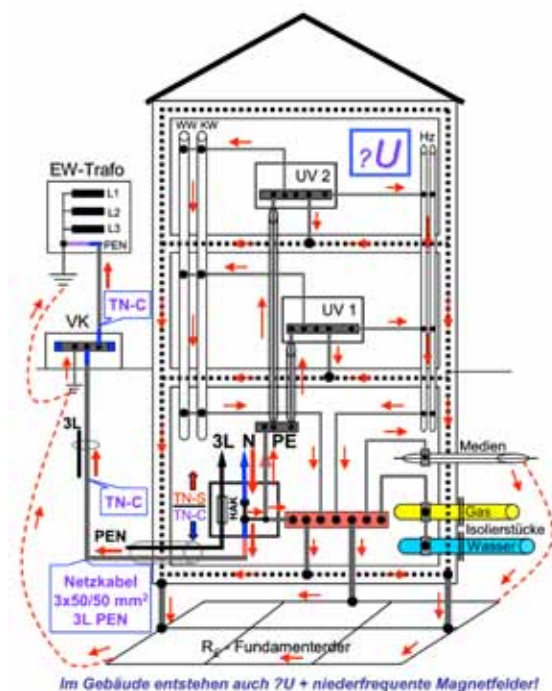 WW KW
Hz
?U
EW-Trafo
L1
L2
L3
PEN
UV 2
TN-C
VK
UV 1
3L
3L N PE
Medien
TN-S
TN-C
HAK
TN-C
Gas
PEN
Isolierstücke
Wasser
Netzkabel
3x50/50 mm²
3L PEN
- Fundamenterder
Im Gebäude entstehen auch ?U + niederfrequente Magnetfelder!